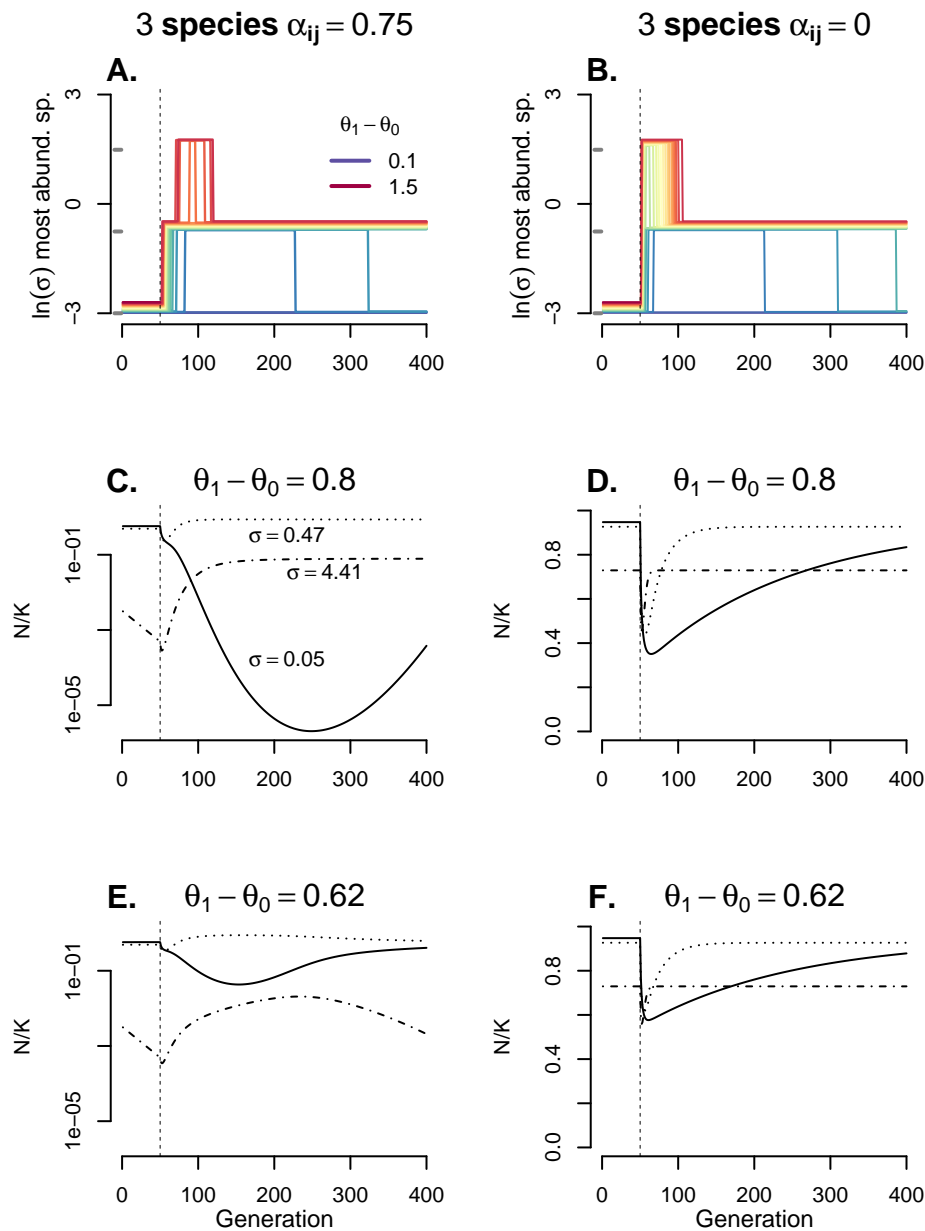 3 species αij = 0.75
3 species αij = 0
A.
B.
ln(σ) most abund. sp.
3
0
−3
θ1 − θ0
0.1
1.5
0 100 200 300 400
ln(σ) most abund. sp.
3
0
−3
0 100 200 300 400
C.
θ1 − θ0 = 0.8
N/K
1e−01
1e−05
σ = 0.47
σ = 4.41
σ = 0.05
0 100 200 300 400
D.
θ1 − θ0 = 0.8
N/K
0.8
0.4
0.0
0 100 200 300 400
E.
θ1 − θ0 = 0.62
N/K
1e−01
1e−05
0 100 200 300 400
Generation
F.
θ1 − θ0 = 0.62
N/K
0.8
0.4
0.0
0 100 200 300 400
Generation